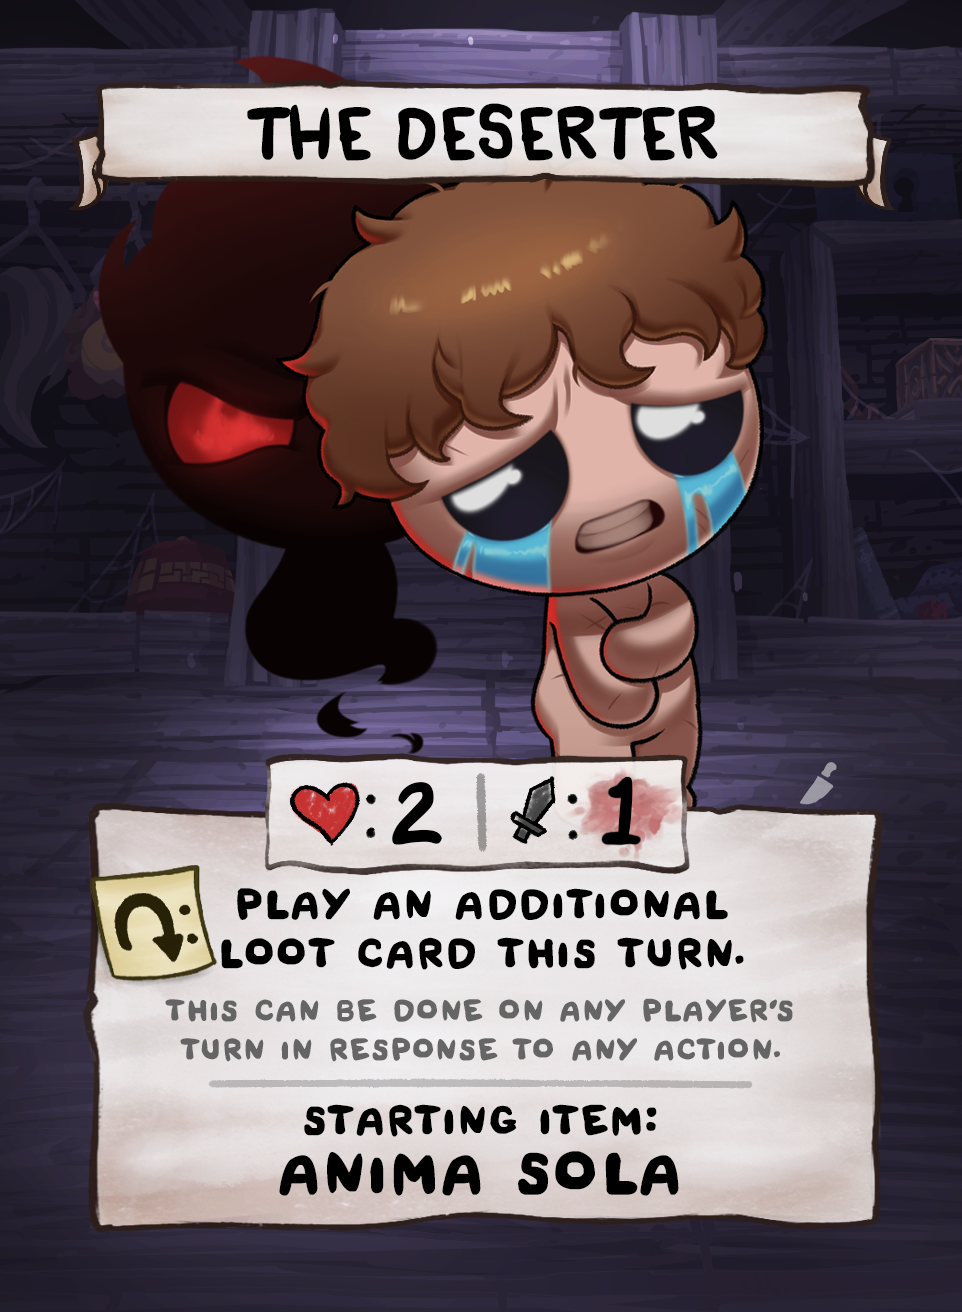 THE DESERTER
: 2 | : 1
:
PLAY AN ADDITIONAL
LOOT CARD THIS TURN.
THIS CAN BE DONE ON ANY PLAYER'S
TURN IN RESPONSE TO ANY ACTION.
STARTING ITEM:
ANIMA SOLA